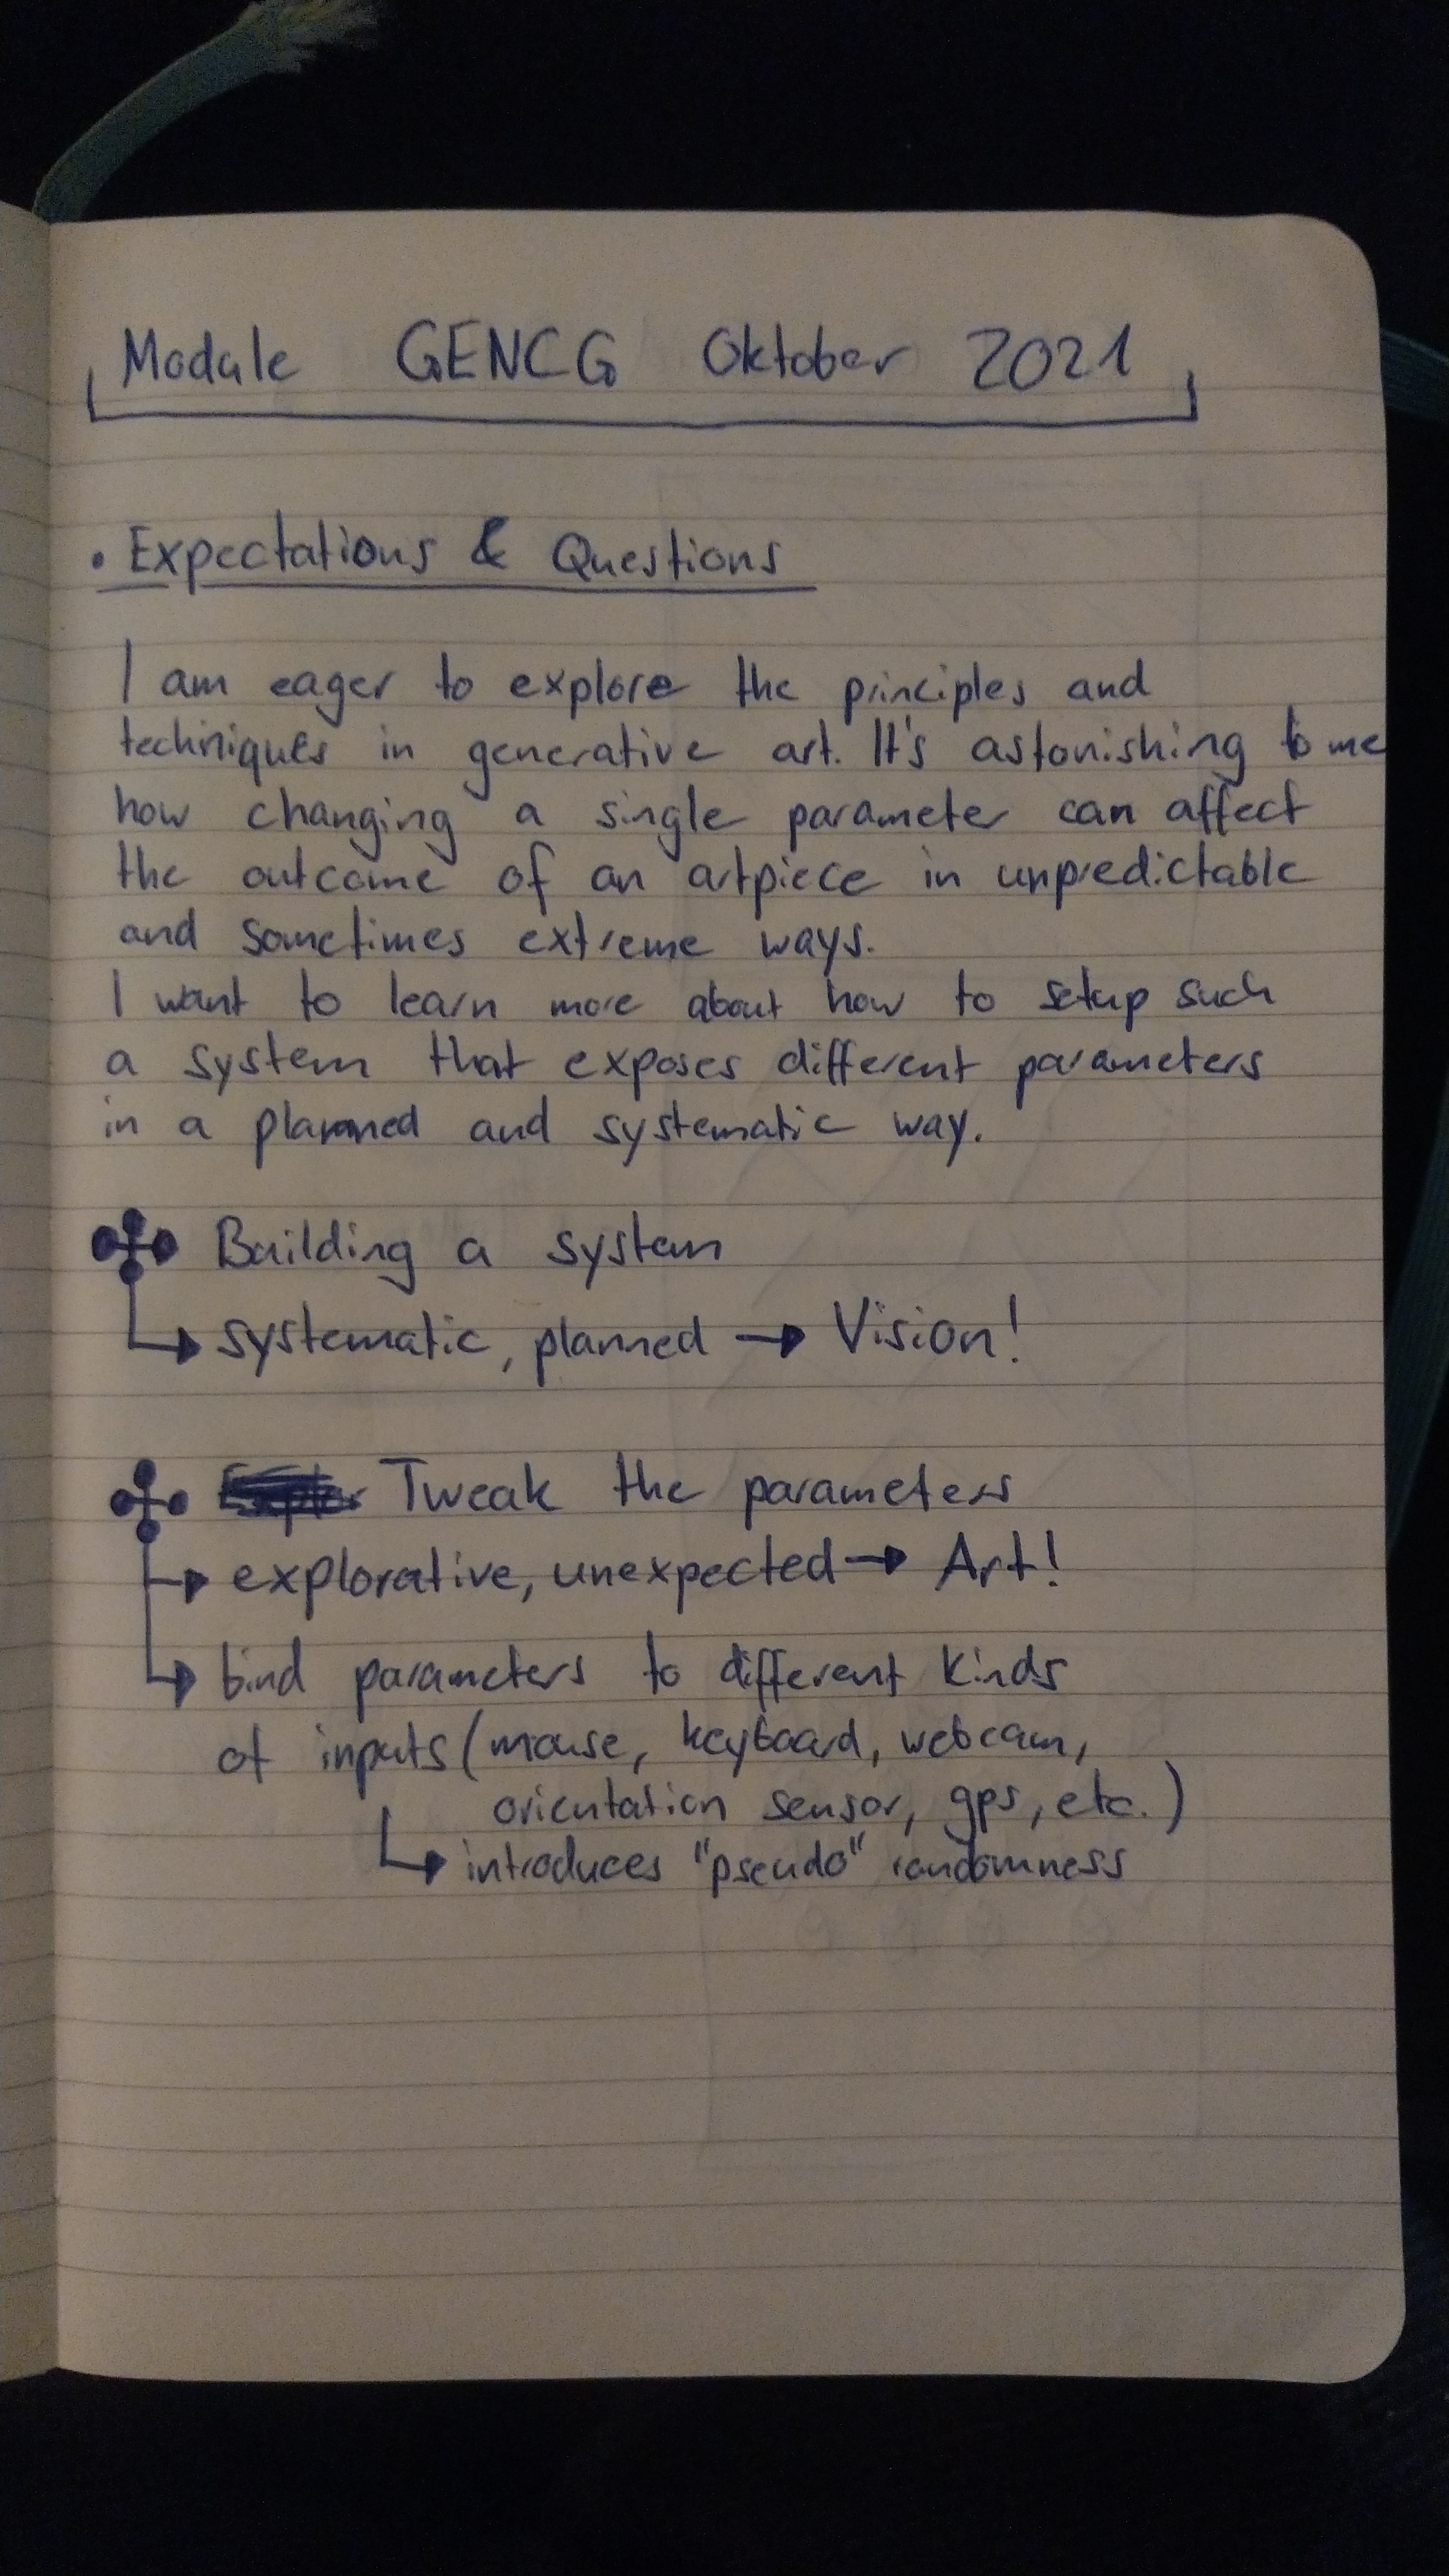 Module GENCG Oktober 2021
• Expectations & Questions
I am eager to explore the principles and
techniques in generative art. It's astonishing to me
how changing a single parameter can affect
the outcome of an artpiece in unpredictable
and sometimes extreme ways.
I want to learn more about how to setup such
a system that exposes different parameters
in a planned and systematic way.
Building a system
↳ systematic, planned → Vision!
Tweak the parameters
→ explorative, unexpected → Art!
↳ bind parameters to different kinds
of inputs (mouse, keyboard, webcam,
orientation sensor, gps, etc.)
↳ introduces "pseudo" randomness